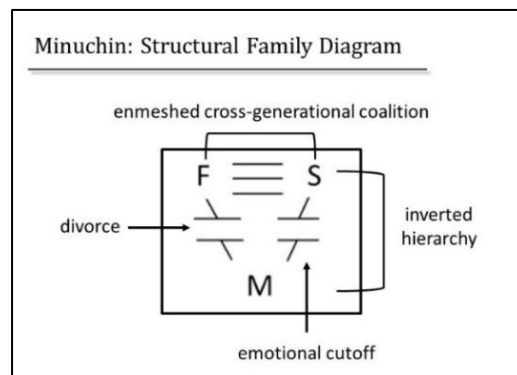 Minuchin: Structural Family Diagram
enmeshed cross-generational coalition
F S
divorce
inverted
hierarchy
M
emotional cutoff